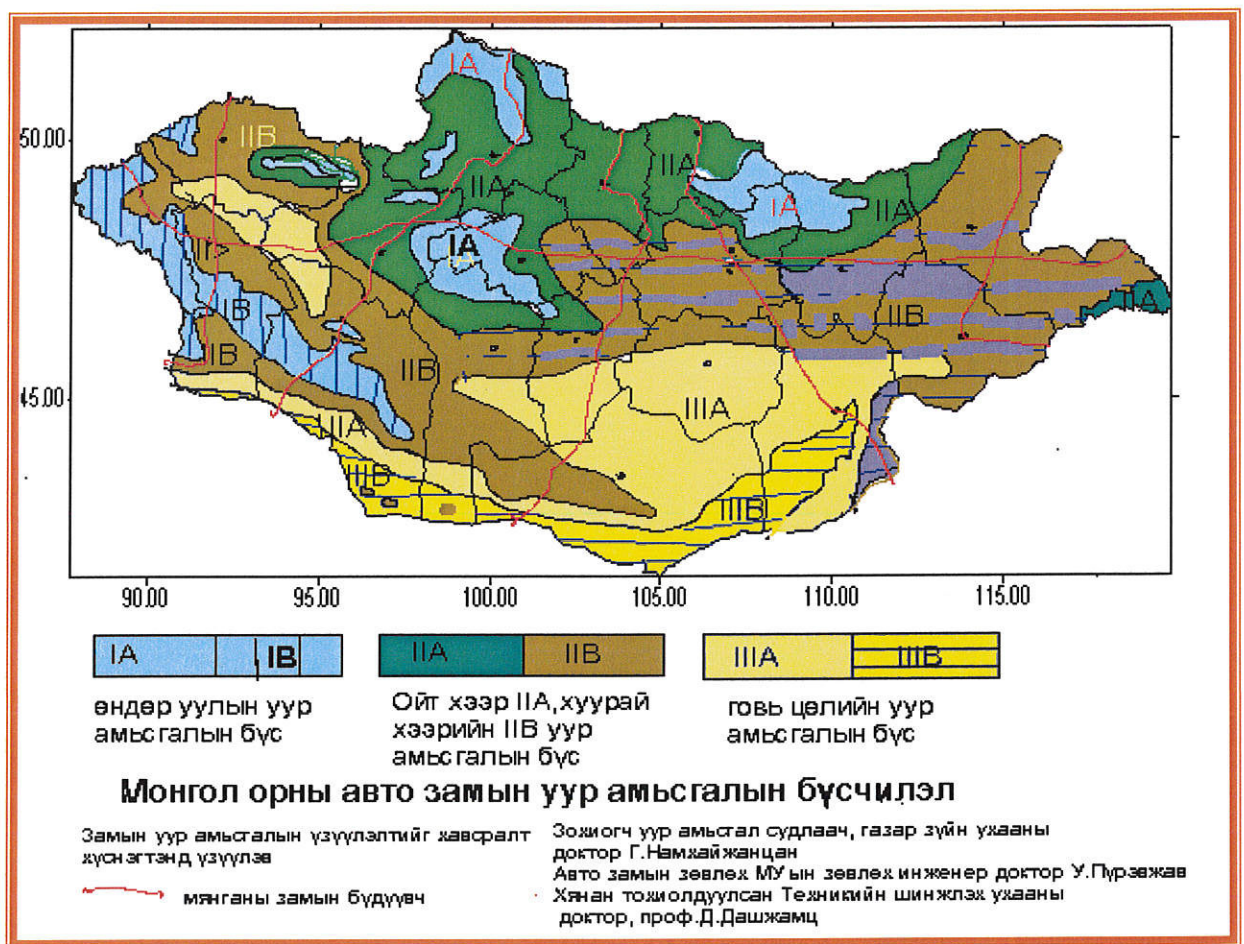 IA
50.00
IIB
IIA
IIA
IIA
IA
IIA
IA
II
IB
IIA
IIB
IB
IIB
45.00
IIIA
IIA
IIB
IIIB
90.00 95.00 100.00 105.00 110.00 115.00
IA IB IIA IIB IIIA IIIB
өндөр уулын уур
амьсгалын бүс
Ойт хээр IIA,хуурай
хээрийн IIB уур
амьсгалын бүс
говь цөлийн уур
амьсгалын бүс
Монгол орны авто замын уур амьсгалын бүсчилэл
Замын уур амьсгалын үзүүлэлтийг хавсралт
хүснэгтэнд үзүүлэв
мянганы замын бүдүүвч
Зохиогч уур амьсгал судлаач, газар зүйн ухааны
доктор Г.Намхайжанцан
Авто замын зөвлөх МУ ын зөвлөх инженер доктор У.Пүрэвжав
Хянан тохиолдуулсан Техникийн шинжлэх ухааны
доктор, проф.Д.Дашжамц